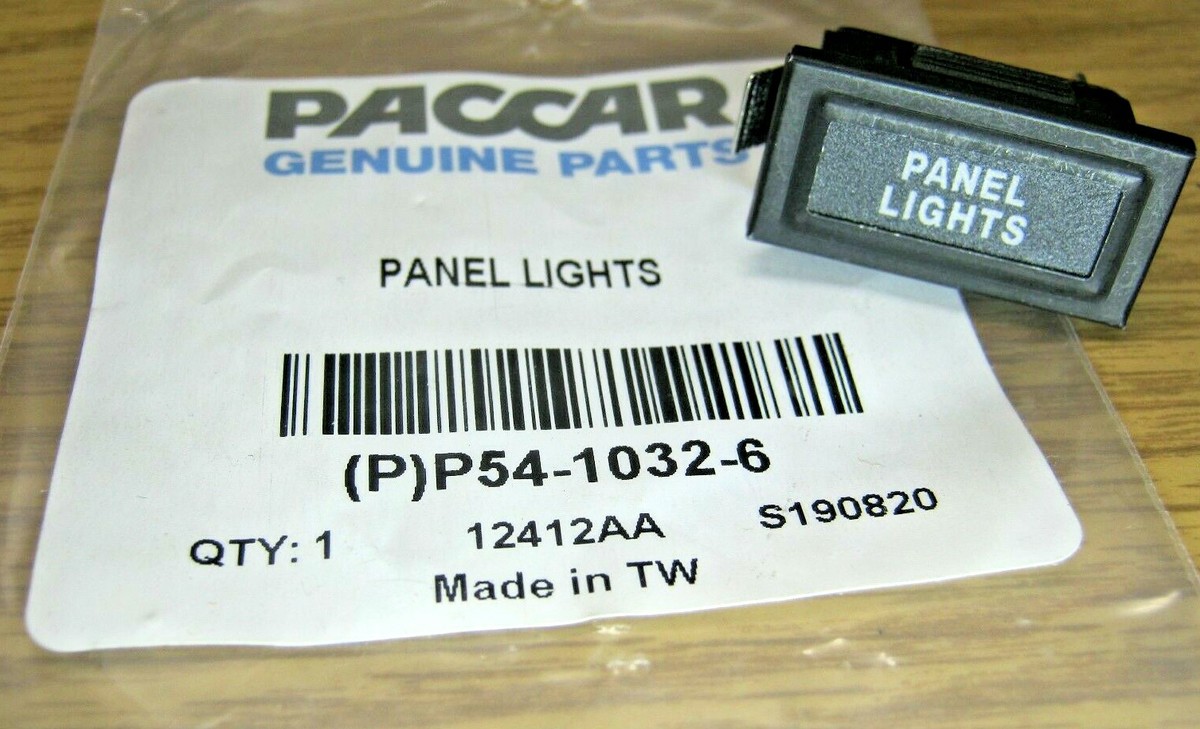 PACCAR
GENUINE PARTS
PANEL LIGHTS
(P)P54-1032-6
QTY: 1 12412AA S190820
Made in TW
PANEL
LIGHTS